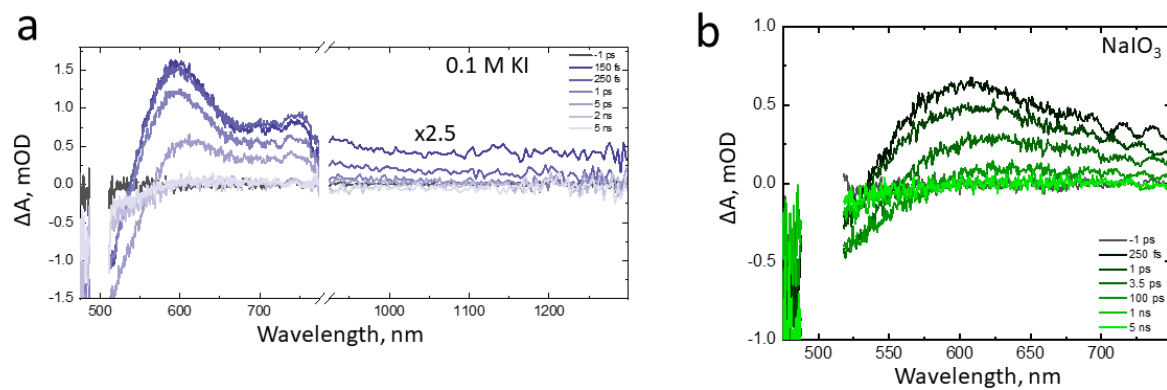 a
0.1 M KI
-1 ps
150 fs
250 fs
1 ps
5 ps
2 ns
5 ns
x2.5
1.5
1.0
0.5
0.0
-0.5
-1.0
-1.5
ΔA, mOD
500 600 700 1000 1100 1200
Wavelength, nm
b
NaIO3
1.0
0.5
0.0
-0.5
-1.0
ΔA, mOD
-1 ps
250 fs
1 ps
3.5 ps
100 ps
1 ns
5 ns
500 550 600 650 700
Wavelength, nm